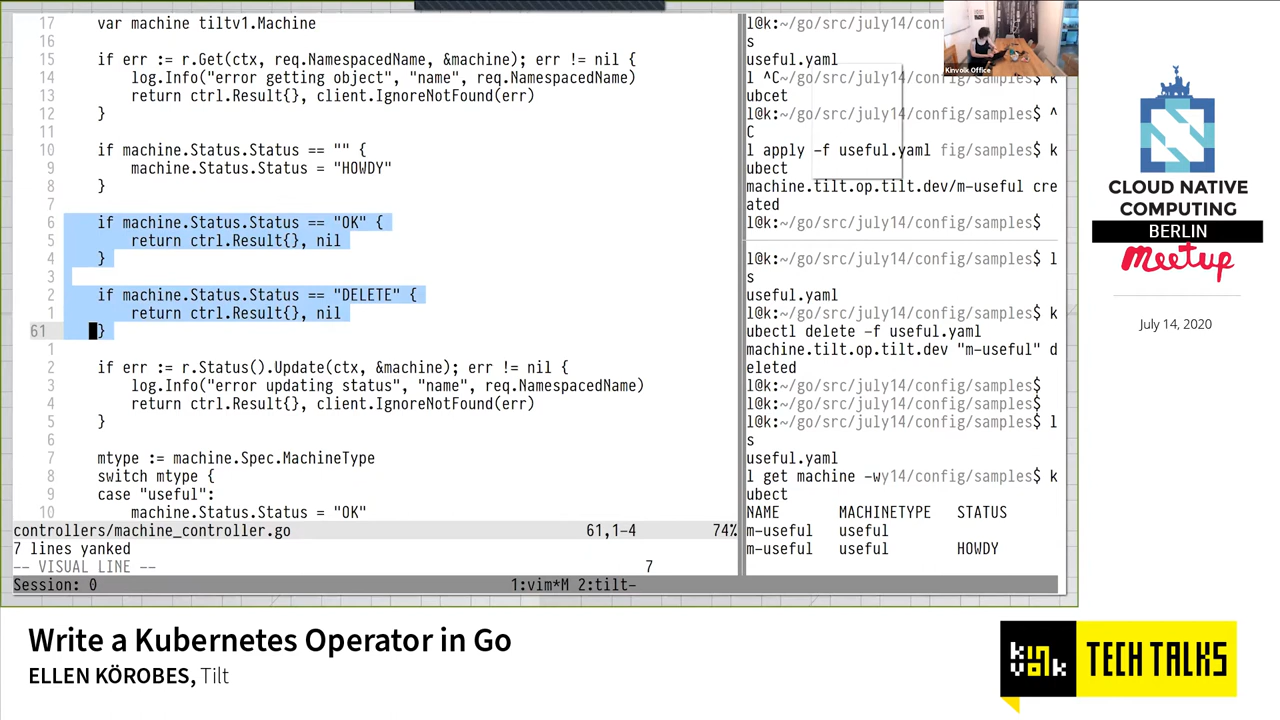 17 var machine tiltv1.Machine
16
15 if err := r.Get(ctx, req.NamespacedName, &machine); err != nil {
14 log.Info("error getting object", "name", req.NamespacedName)
13 return ctrl.Result{}, client.IgnoreNotFound(err)
12 }
11
10 if machine.Status.Status == "" {
9 machine.Status.Status = "HOWDY"
8 }
7
6 if machine.Status.Status == "OK" {
5 return ctrl.Result{}, nil
4 }
3
2 if machine.Status.Status == "DELETE" {
1 return ctrl.Result{}, nil
61 }
1
2 if err := r.Status().Update(ctx, &machine); err != nil {
3 log.Info("error updating status", "name", req.NamespacedName)
4 return ctrl.Result{}, client.IgnoreNotFound(err)
5 }
6
7 mtype := machine.Spec.MachineType
8 switch mtype {
9 case "useful":
10 machine.Status.Status = "OK"
controllers/machine_controller.go 61,1-4 74%
7 lines yanked
-- VISUAL LINE -- 7
Session: 0 1:vim*M 2:tilt-
l@k:~/go/src/july14/conf
s
useful.yaml
l ^C~/go/src/july14/config/samples$ k
ubcet
l@k:~/go/src/july14/config/samples$ ^
C
l apply -f useful.yaml fig/samples$ k
ubect
machine.tilt.op.tilt.dev/m-useful cre
ated
l@k:~/go/src/july14/config/samples$
l@k:~/go/src/july14/config/samples$ l
s
useful.yaml
l@k:~/go/src/july14/config/samples$ k
ubectl delete -f useful.yaml
machine.tilt.op.tilt.dev "m-useful" d
eleted
l@k:~/go/src/july14/config/samples$
l@k:~/go/src/july14/config/samples$
l@k:~/go/src/july14/config/samples$ l
s
useful.yaml
l get machine -wy14/config/samples$ k
ubect
NAME MACHINETYPE STATUS
m-useful useful
m-useful useful HOWDY
Kinvolk Office
CLOUD NATIVE
COMPUTING
BERLIN
meetup
July 14, 2020
Write a Kubernetes Operator in Go
ELLEN KÖROBES, Tilt
kinvolk
TECH TALKS